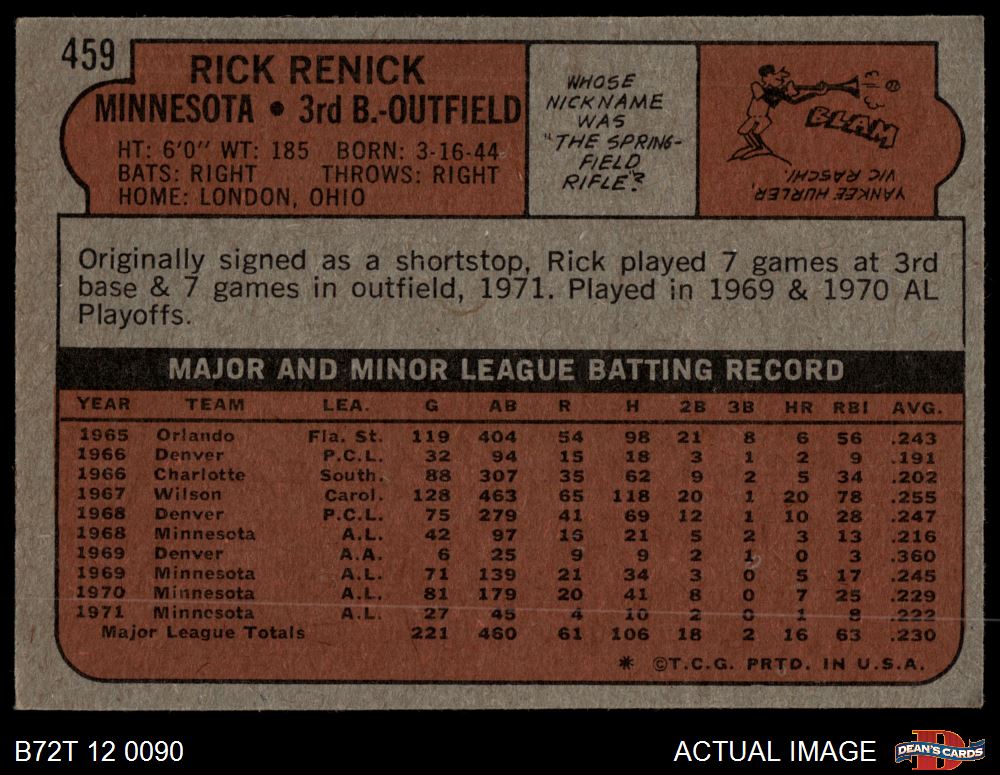 459
RICK RENICK
MINNESOTA • 3rd B.-OUTFIELD
HT: 6'0" WT: 185 BORN: 3-16-44
BATS: RIGHT THROWS: RIGHT
HOME: LONDON, OHIO
WHOSE
NICKNAME
WAS
"THE SPRING-
FIELD
RIFLE?
BLAM
YANKEE HURLER,
VIC RASCHI.
Originally signed as a shortstop, Rick played 7 games at 3rd
base & 7 games in outfield, 1971. Played in 1969 & 1970 AL
Playoffs.
MAJOR AND MINOR LEAGUE BATTING RECORD
YEAR TEAM LEA. G AB R H 2B 3B HR RBI AVG.
1965 Orlando Fla. St. 119 404 54 98 21 8 6 56 .243
1966 Denver P.C.L. 32 94 15 18 3 1 2 9 .191
1966 Charlotte South. 88 307 35 62 9 2 5 34 .202
1967 Wilson Carol. 128 463 65 118 20 1 20 78 .255
1968 Denver P.C.L. 75 279 41 69 12 1 10 28 .247
1968 Minnesota A.L. 42 97 16 21 5 2 3 13 .216
1969 Denver A.A. 6 25 9 9 2 1 0 3 .360
1969 Minnesota A.L. 71 139 21 34 3 0 5 17 .245
1970 Minnesota A.L. 81 179 20 41 8 0 7 25 .229
1971 Minnesota A.L. 27 45 4 10 2 0 1 8 .222
Major League Totals 221 460 61 106 18 2 16 63 .230
* ©T.C.G. PRTD. IN U.S.A.
B72T 12 0090
ACTUAL IMAGE
DEAN'S CARDS